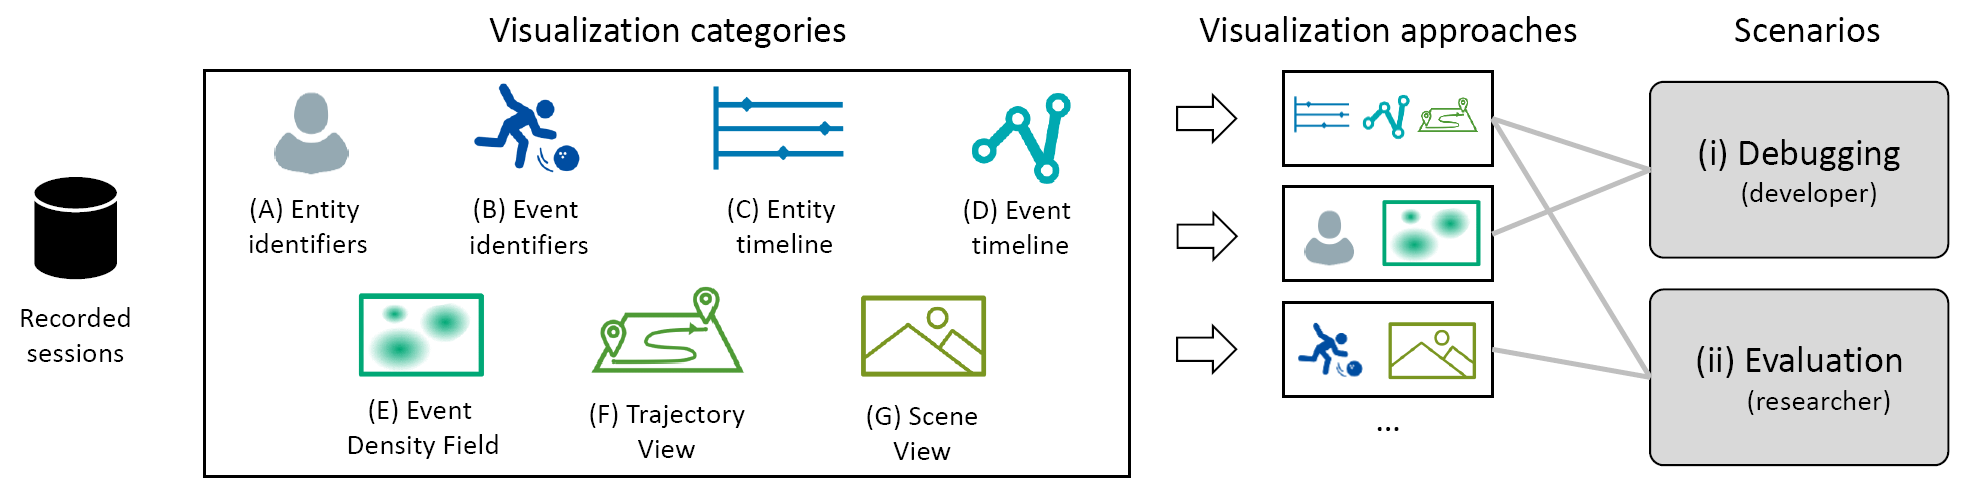 Visualization categories
Visualization approaches
Scenarios
Recorded
sessions
(A) Entity
identifiers
(B) Event
identifiers
(C) Entity
timeline
(D) Event
timeline
(E) Event
Density Field
(F) Trajectory
View
(G) Scene
View
...
(i) Debugging
(developer)
(ii) Evaluation
(researcher)